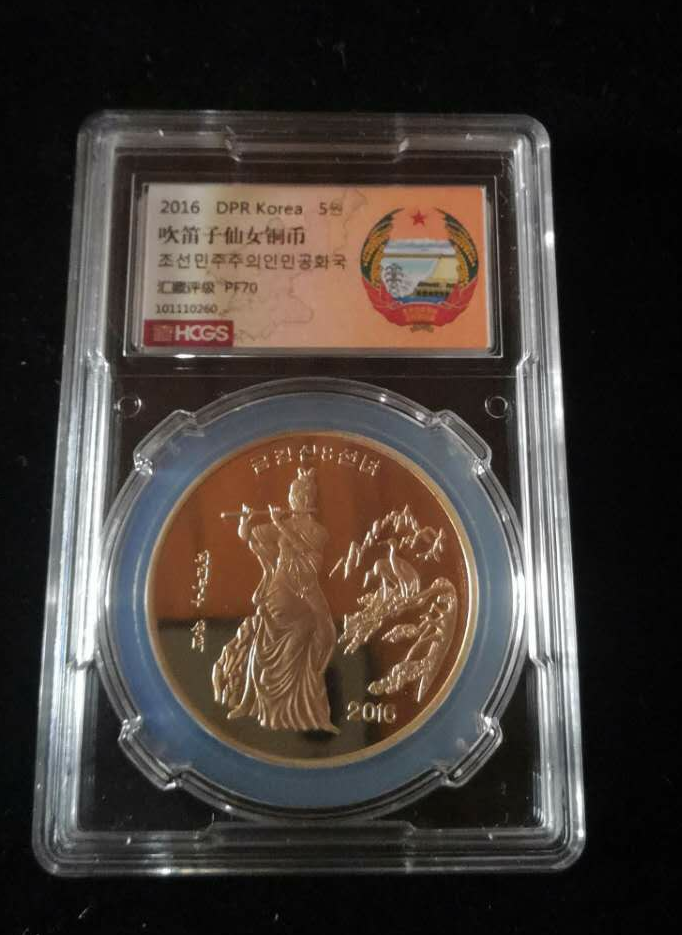 2016 DPR Korea 5원
吹笛子仙女铜币
조선민주주의인민공화국
汇藏评级 PF70
101110260
HCGS
금강산8선녀
2016